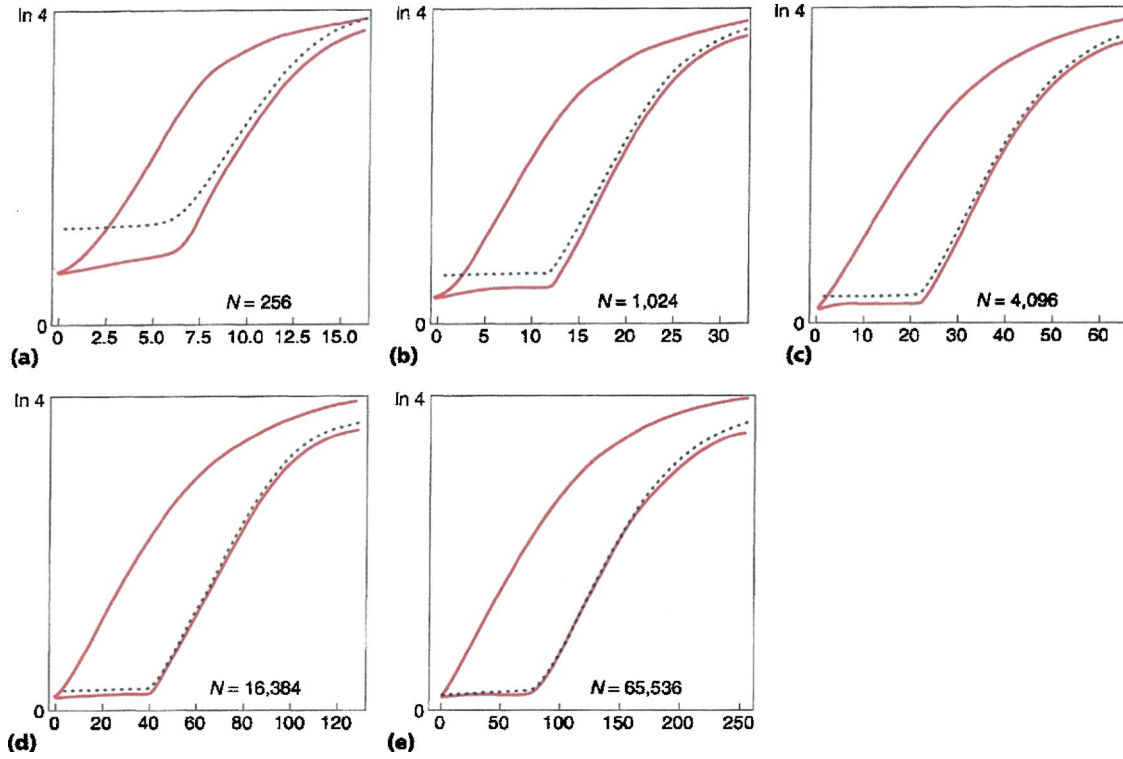 ln 4
N = 256
0
0 2.5 5.0 7.5 10.0 12.5 15.0
(a)
N = 1,024
0
0 5 10 15 20 25 30
(b)
ln 4
N = 4,096
0
0 10 20 30 40 50 60
(c)
ln 4
N = 16,384
0
0 20 40 60 80 100 120
(d)
ln 4
N = 65,536
0
0 50 100 150 200 250
(e)